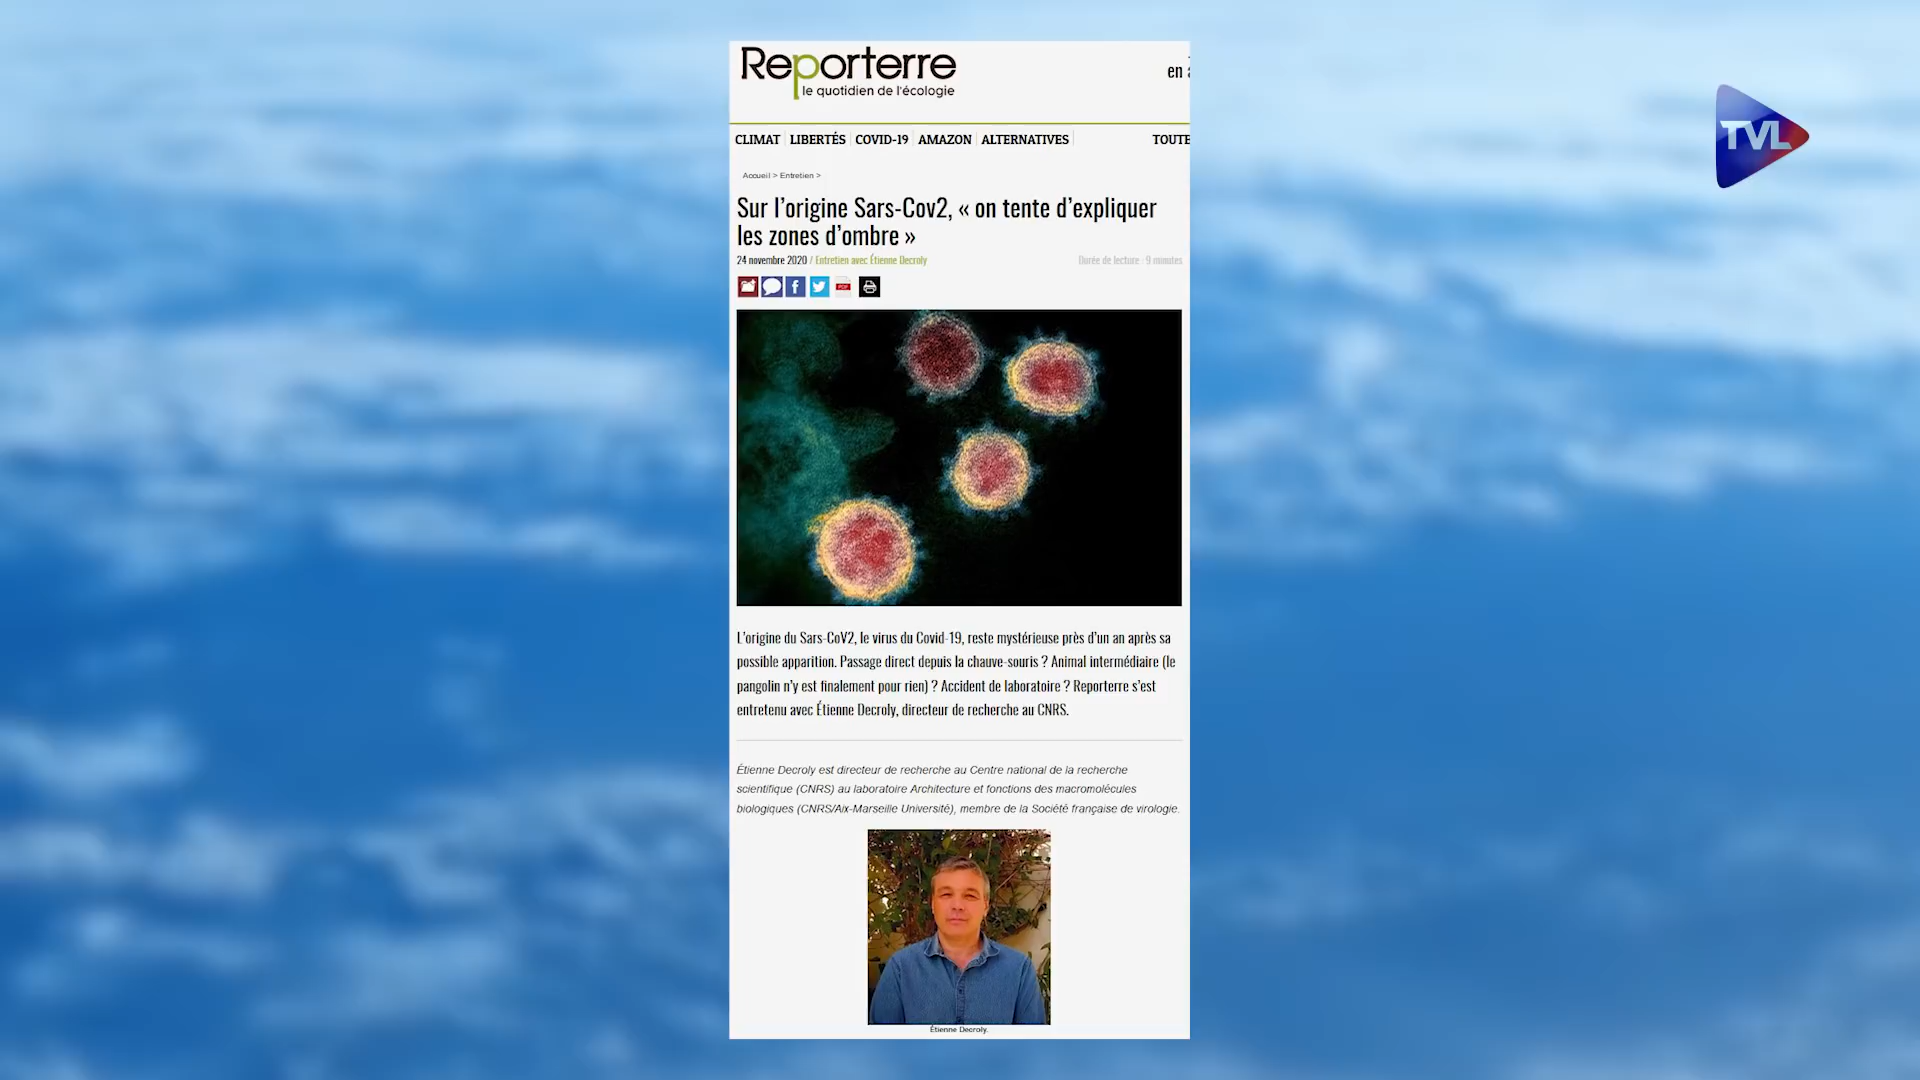 Reporterre
le quotidien de l'écologie
en
TVL
CLIMAT LIBERTÉS COVID-19 AMAZON ALTERNATIVES TOUTE
Accueil > Entretien >
Sur l'origine Sars-Cov2, « on tente d'expliquer
les zones d'ombre »
24 novembre 2020 / Entretien avec Étienne Decroly Durée de lecture : 9 minutes
PDF
L'origine du Sars-CoV2, le virus du Covid-19, reste mystérieuse près d'un an après sa
possible apparition. Passage direct depuis la chauve-souris ? Animal intermédiaire (le
pangolin n'y est finalement pour rien) ? Accident de laboratoire ? Reporterre s'est
entretenu avec Étienne Decroly, directeur de recherche au CNRS.
Étienne Decroly est directeur de recherche au Centre national de la recherche
scientifique (CNRS) au laboratoire Architecture et fonctions des macromolécules
biologiques (CNRS/Aix-Marseille Université), membre de la Société française de virologie.
Étienne Decroly.